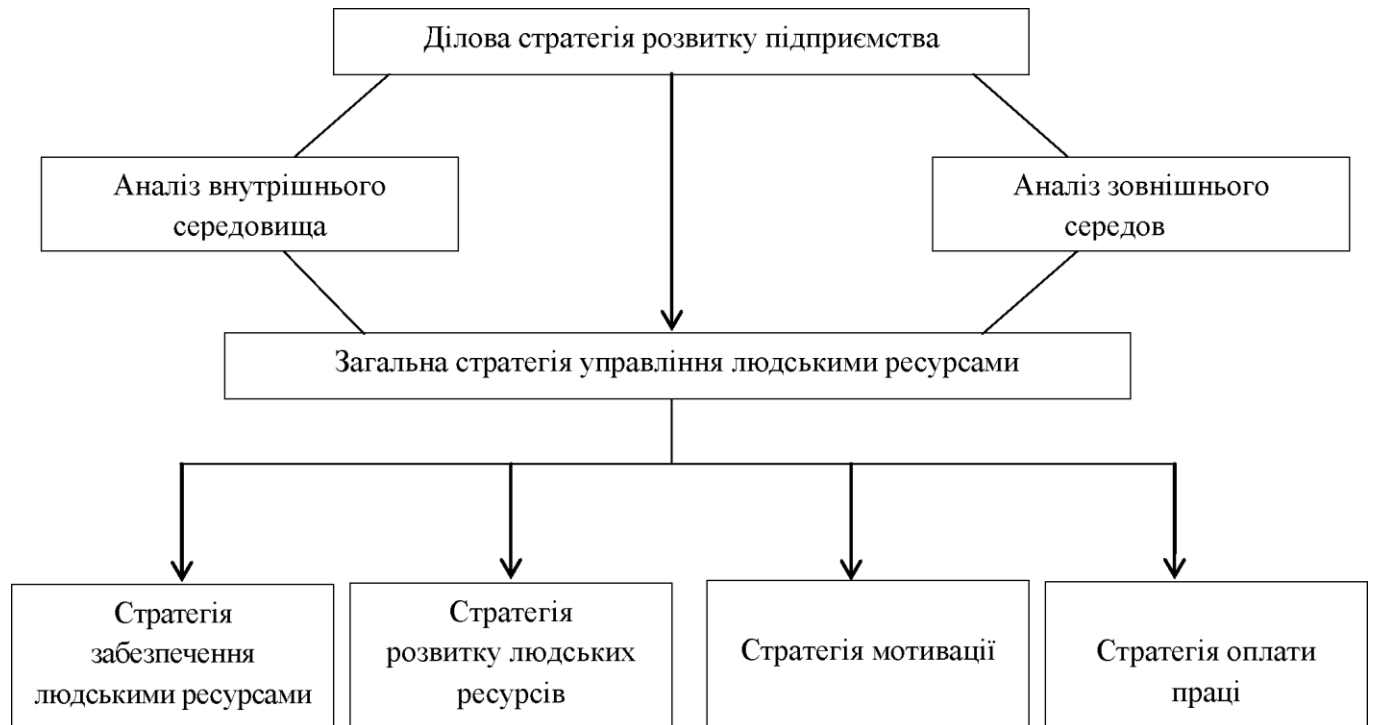 Ділова стратегія розвитку підприємства
Аналіз внутрішнього
середовища
Аналіз зовнішнього
середов
Загальна стратегія управління людськими ресурсами
Стратегія
забезпечення
людськими ресурсами
Стратегія
розвитку людських
ресурсів
Стратегія мотивації
Стратегія оплати
праці